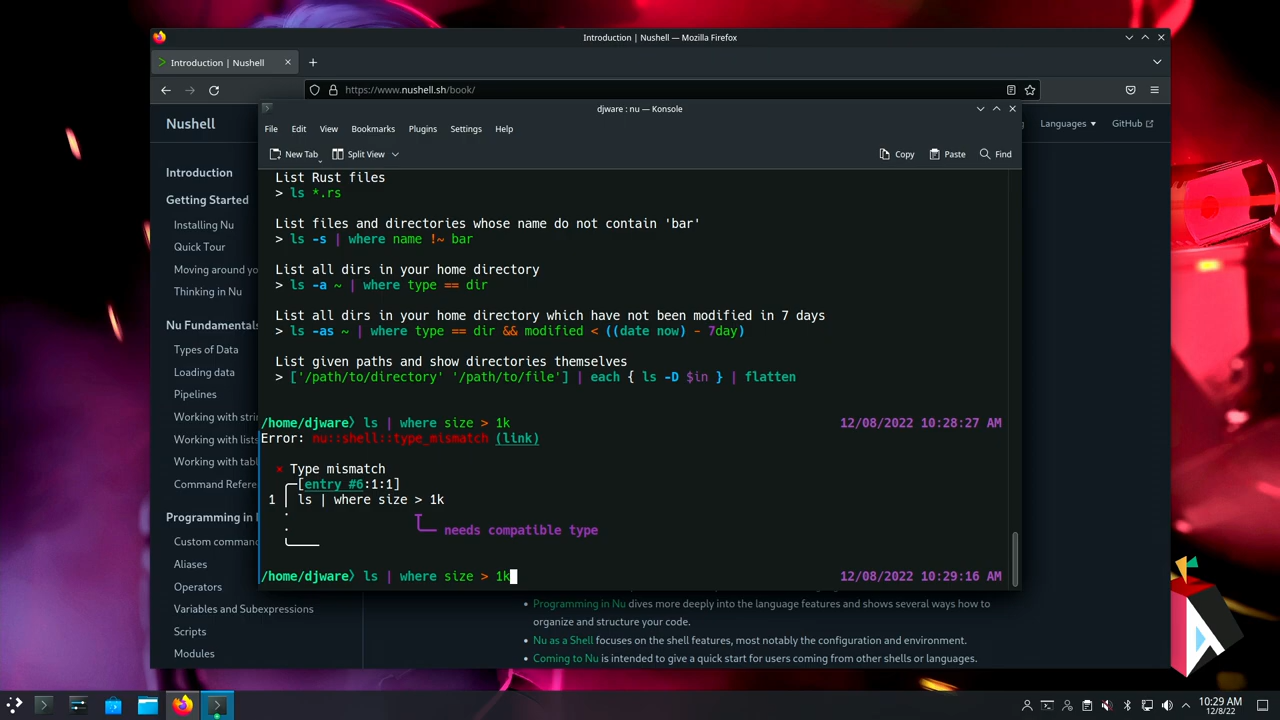 Introduction | Nushell — Mozilla Firefox
Introduction | Nushell
https://www.nushell.sh/book/
djware : nu — Konsole
Nushell
Languages
GitHub
File Edit View Bookmarks Plugins Settings Help
New Tab Split View Copy Paste Find
Introduction
Getting Started
Installing Nu
Quick Tour
Moving around yo
Thinking in Nu
Nu Fundamentals
Types of Data
Loading data
Pipelines
Working with strin
Working with lists
Working with tabl
Command Refere
Programming in N
Custom comman
Aliases
Operators
Variables and Subexpressions
Scripts
Modules
List Rust files
> ls *.rs
List files and directories whose name do not contain 'bar'
> ls -s | where name !~ bar
List all dirs in your home directory
> ls -a ~ | where type == dir
List all dirs in your home directory which have not been modified in 7 days
> ls -as ~ | where type == dir && modified < ((date now) - 7day)
List given paths and show directories themselves
> ['/path/to/directory' '/path/to/file'] | each { ls -D $in } | flatten
/home/djware〉ls | where size > 1k 12/08/2022 10:28:27 AM
Error: nu::shell::type_mismatch (link)
× Type mismatch
╭─[entry #6:1:1]
1 │ ls | where size > 1k
· ╰── needs compatible type
/home/djware〉ls | where size > 1k 12/08/2022 10:29:16 AM
Programming in Nu dives more deeply into the language features and shows several ways how to
organize and structure your code.
Nu as a Shell focuses on the shell features, most notably the configuration and environment.
Coming to Nu is intended to give a quick start for users coming from other shells or languages.
10:29 AM
12/8/22